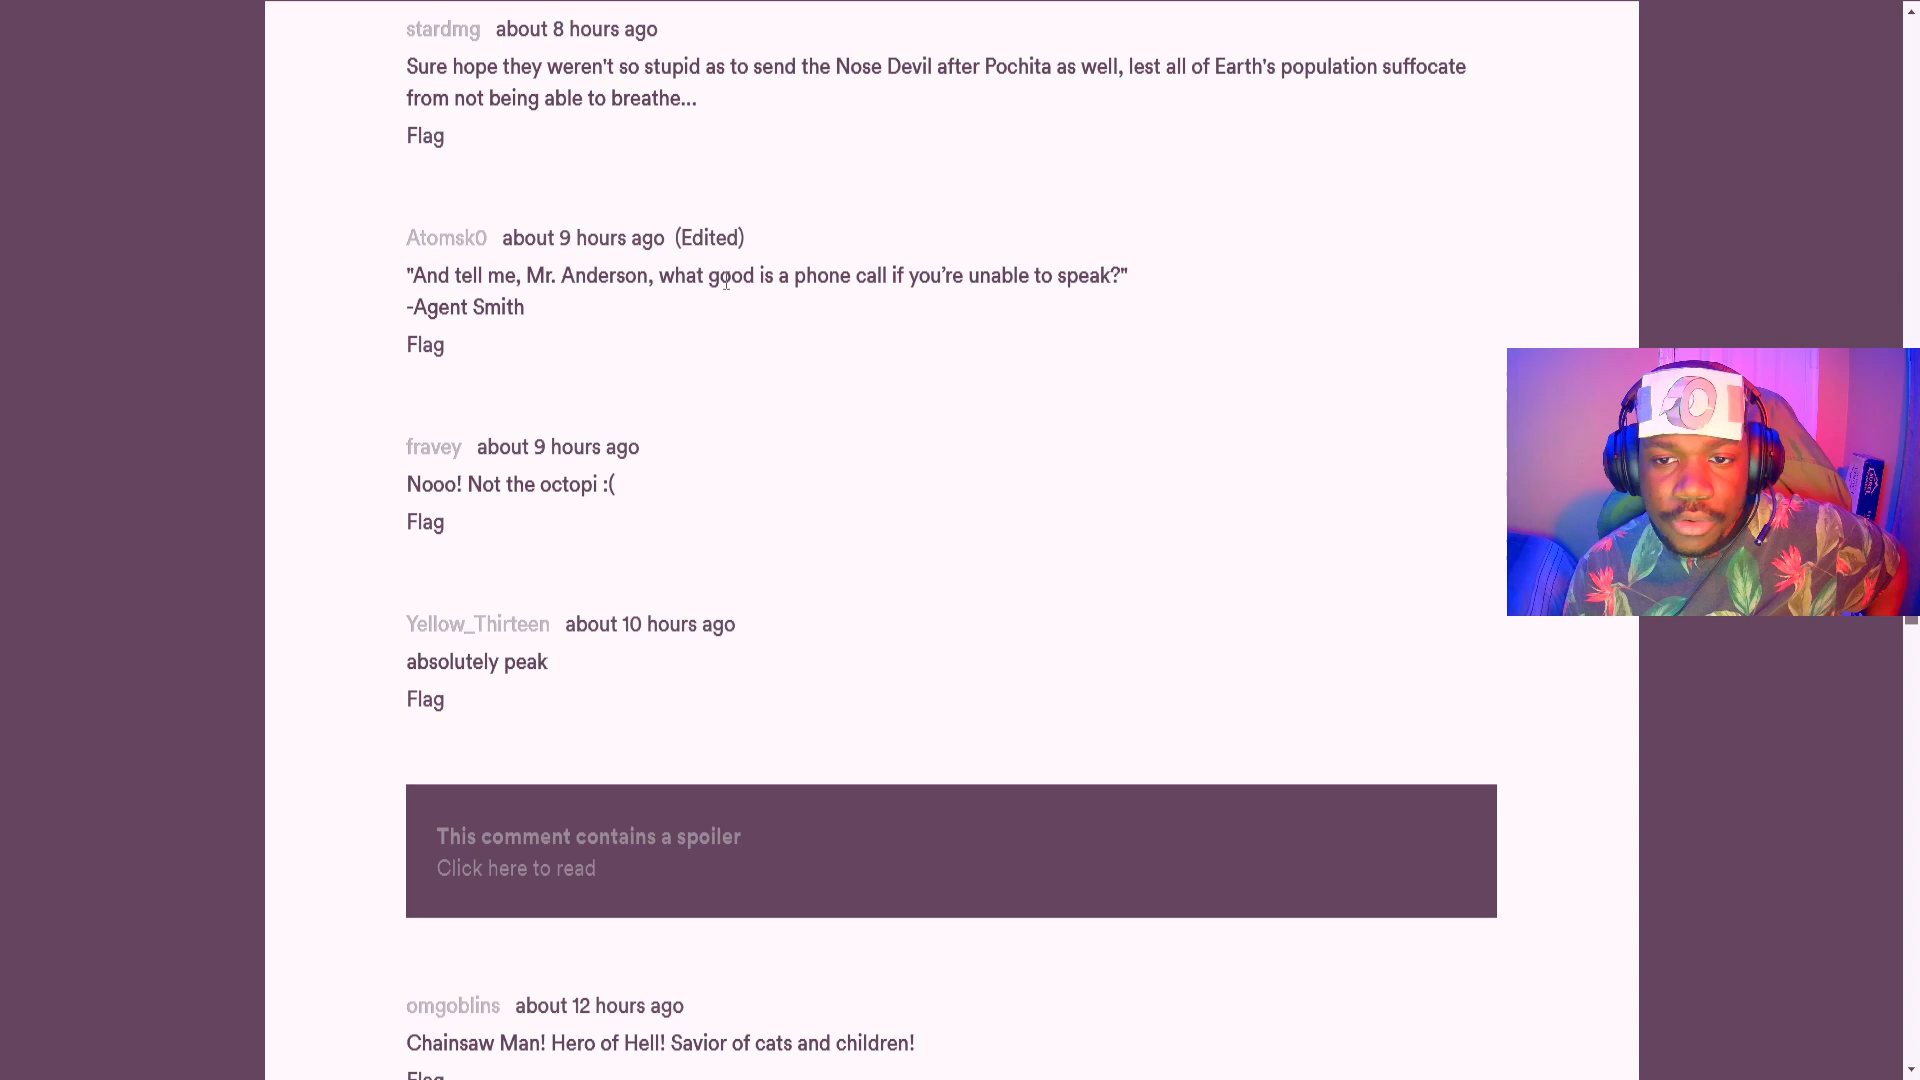 stardmg about 8 hours ago
Sure hope they weren't so stupid as to send the Nose Devil after Pochita as well, lest all of Earth's population suffocate
from not being able to breathe...
Flag
Atomsk0 about 9 hours ago (Edited)
"And tell me, Mr. Anderson, what good is a phone call if you’re unable to speak?"
-Agent Smith
Flag
fravey about 9 hours ago
Nooo! Not the octopi :(
Flag
Yellow_Thirteen about 10 hours ago
absolutely peak
Flag
This comment contains a spoiler
Click here to read
omgoblins about 12 hours ago
Chainsaw Man! Hero of Hell! Savior of cats and children!
Flag